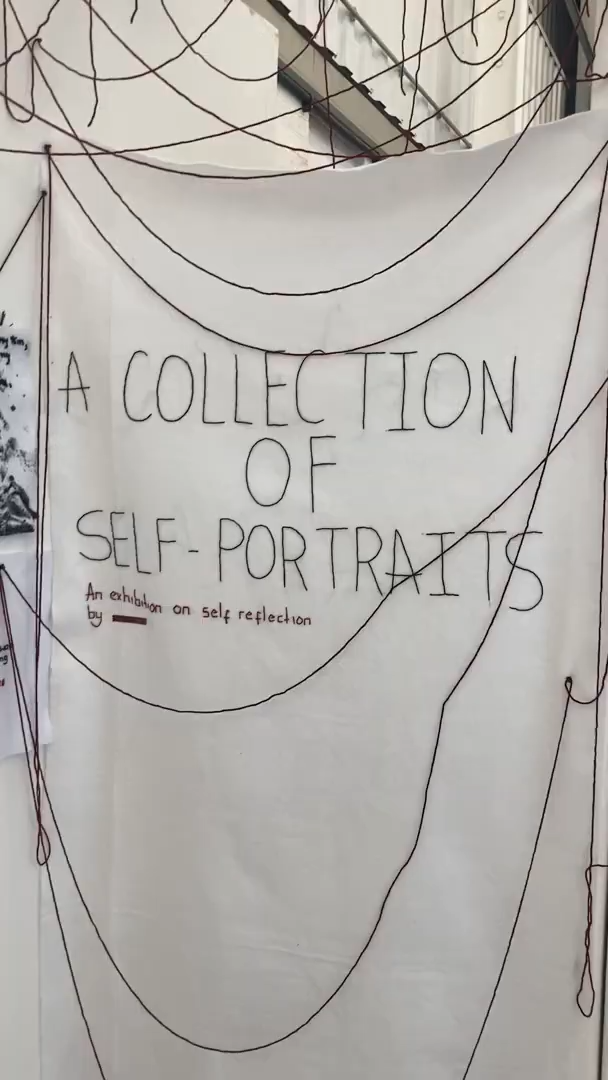 A COLLECTION
OF
SELF-PORTRAITS
An exhibition on self reflection
by